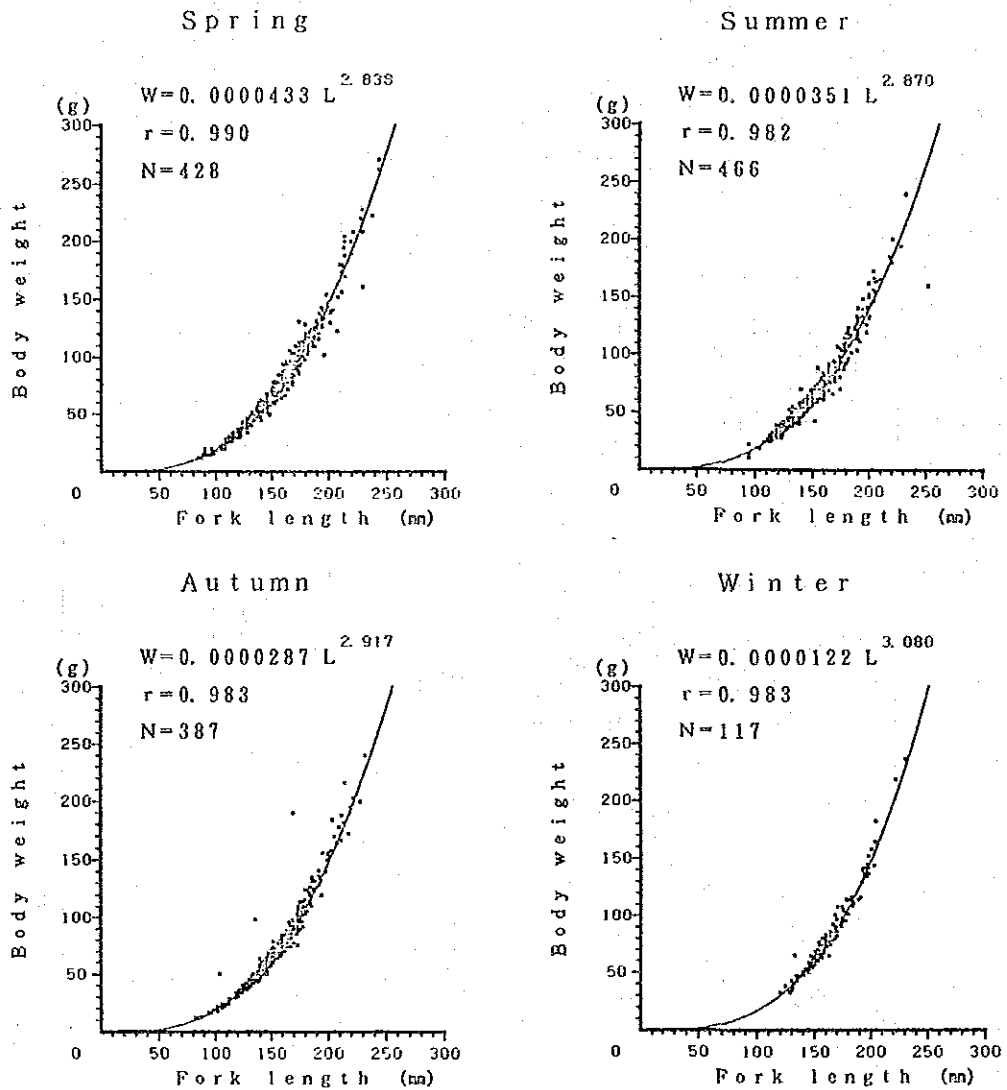 Spring
2.839
W=0.0000433 L
(g)
r=0.990
N=428
300
250
200
150
100
50
Body weight
0
50 100 150 200 250 300
Fork length (mm)
Summer
2.870
W=0.0000351 L
(g)
r=0.982
N=466
300
250
200
150
100
50
Body weight
0
50 100 150 200 250 300
Fork length (mm)
Autumn
2.917
W=0.0000287 L
(g)
r=0.983
N=387
300
250
200
150
100
50
Body weight
0
50 100 150 200 250 300
Fork length (mm)
Winter
3.080
W=0.0000122 L
(g)
r=0.983
N=117
300
250
200
150
100
50
Body weight
0
50 100 150 200 250 300
Fork length (mm)